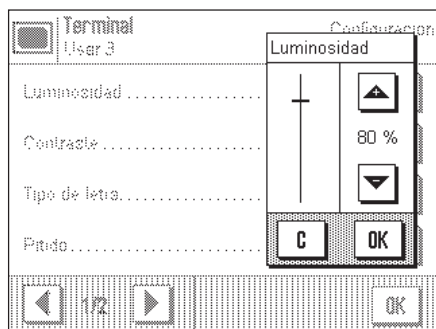 Terminal
User 3
Configuracion
Luminosidad
Luminosidad
80 %
Contraste
Tipo de letra
Pitido
C OK
1/2
OK